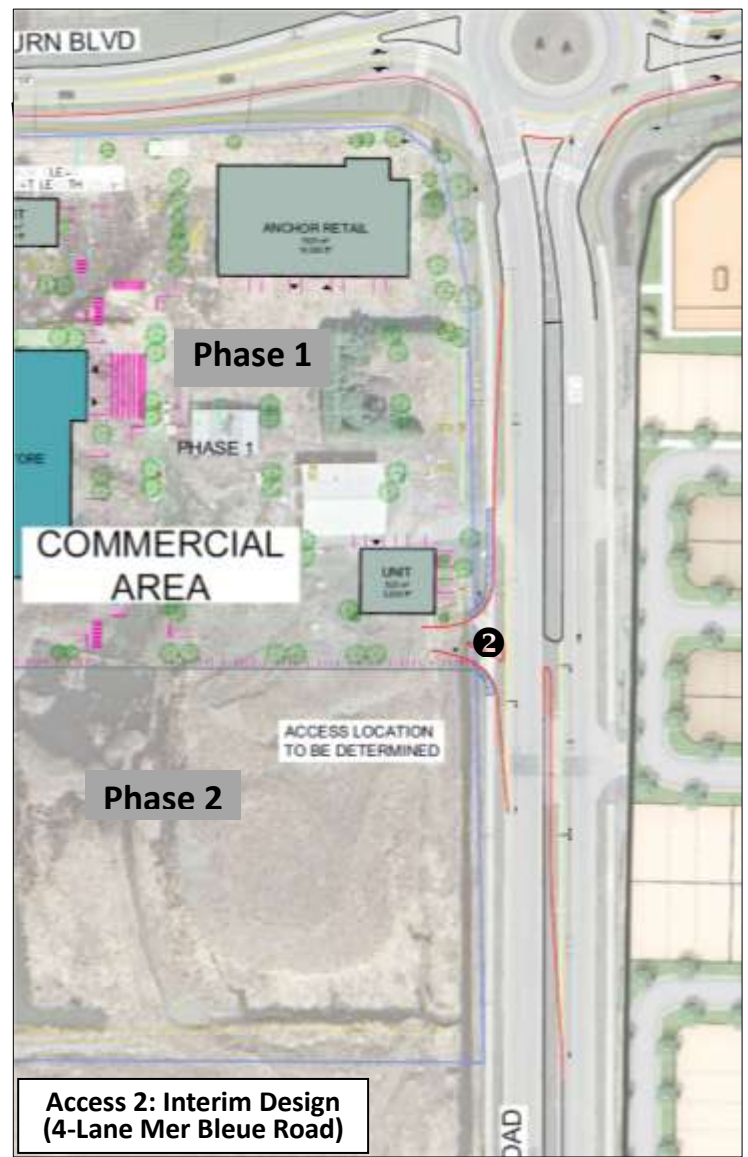 URN BLVD
ANCHOR RETAIL
Phase 1
PHASE 1
ORE
COMMERCIAL
AREA
UNIT
2
ACCESS LOCATION
TO BE DETERMINED
Phase 2
Access 2: Interim Design
(4-Lane Mer Bleue Road)
OAD